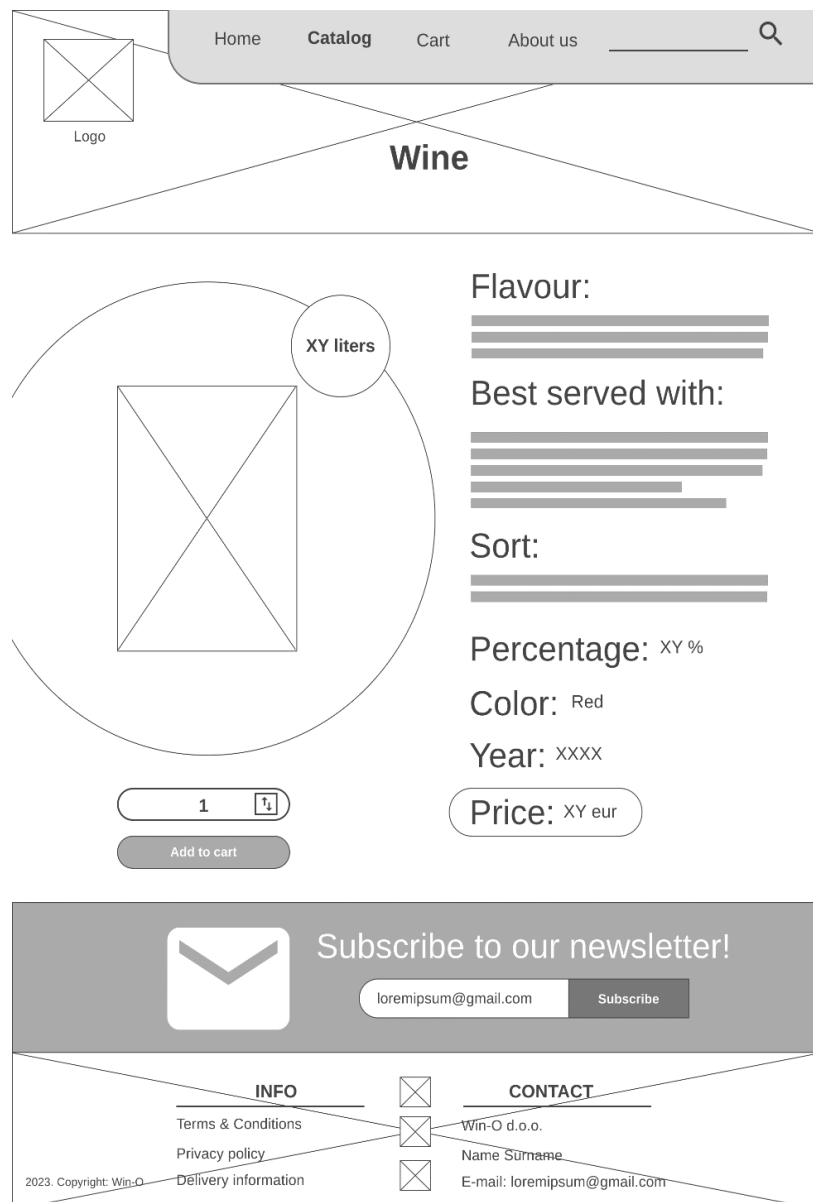 Home Catalog Cart About us
Logo
Wine
XY liters
Flavour:
Best served with:
Sort:
Percentage: XY %
Color: Red
Year: XXXX
Price: XY eur
1
Add to cart
Subscribe to our newsletter!
loremipsum@gmail.com Subscribe
INFO
Terms & Conditions
Privacy policy
Delivery information
CONTACT
Win-O d.o.o.
Name Surname
E-mail: loremipsum@gmail.com
2023. Copyright: Win-O